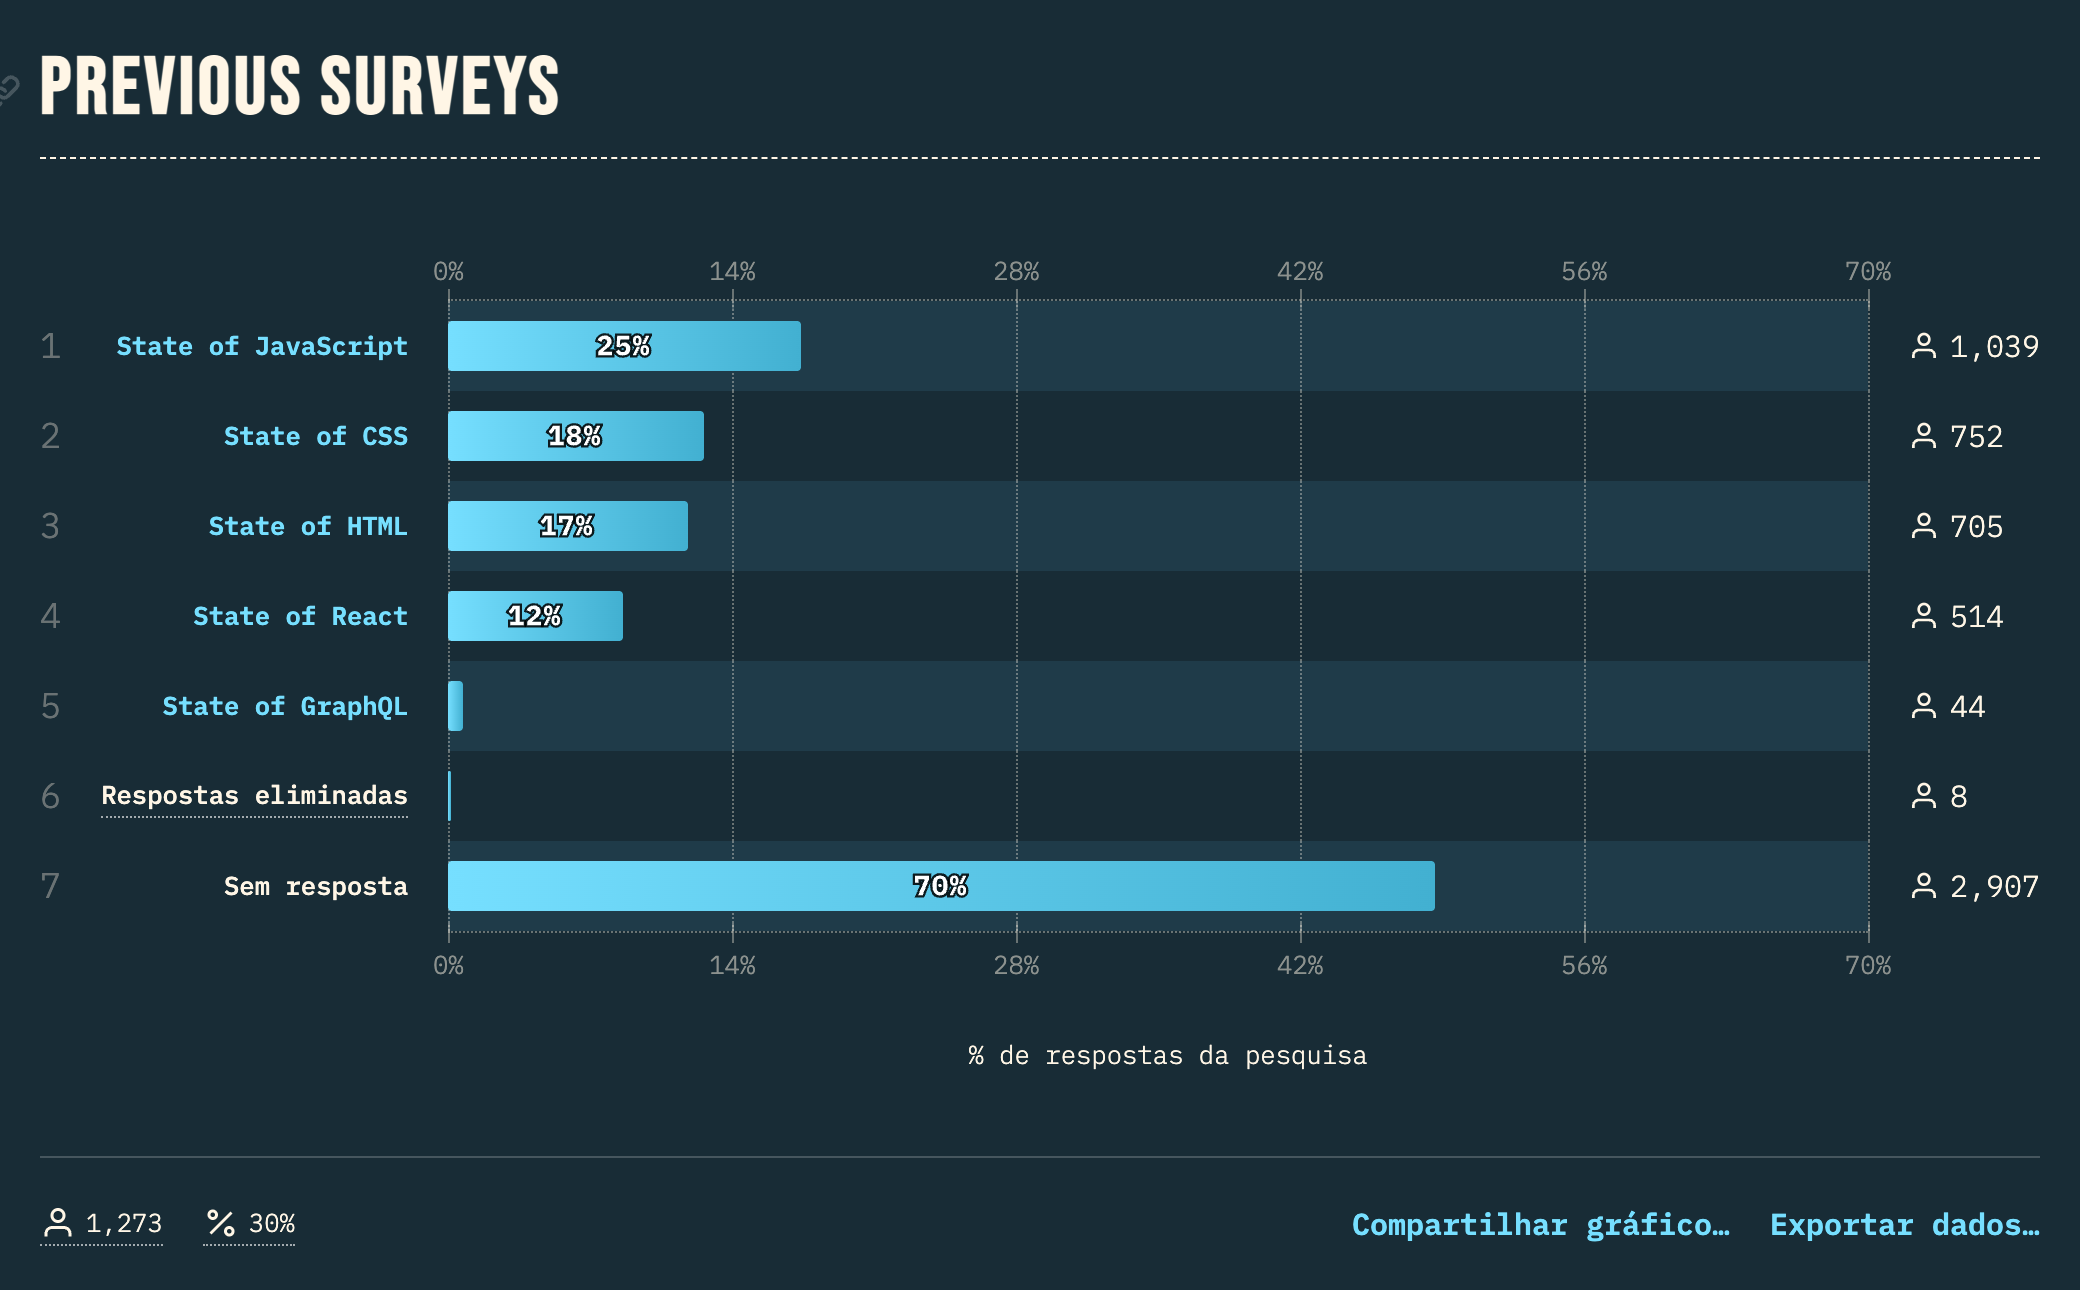 PREVIOUS SURVEYS
0% 14% 28% 42% 56% 70%
1 State of JavaScript 25% 1,039
2 State of CSS 18% 752
3 State of HTML 17% 705
4 State of React 12% 514
5 State of GraphQL 44
6 Respostas eliminadas 8
7 Sem resposta 70% 2,907
0% 14% 28% 42% 56% 70%
% de respostas da pesquisa
1,273 % 30% Compartilhar gráfico… Exportar dados…